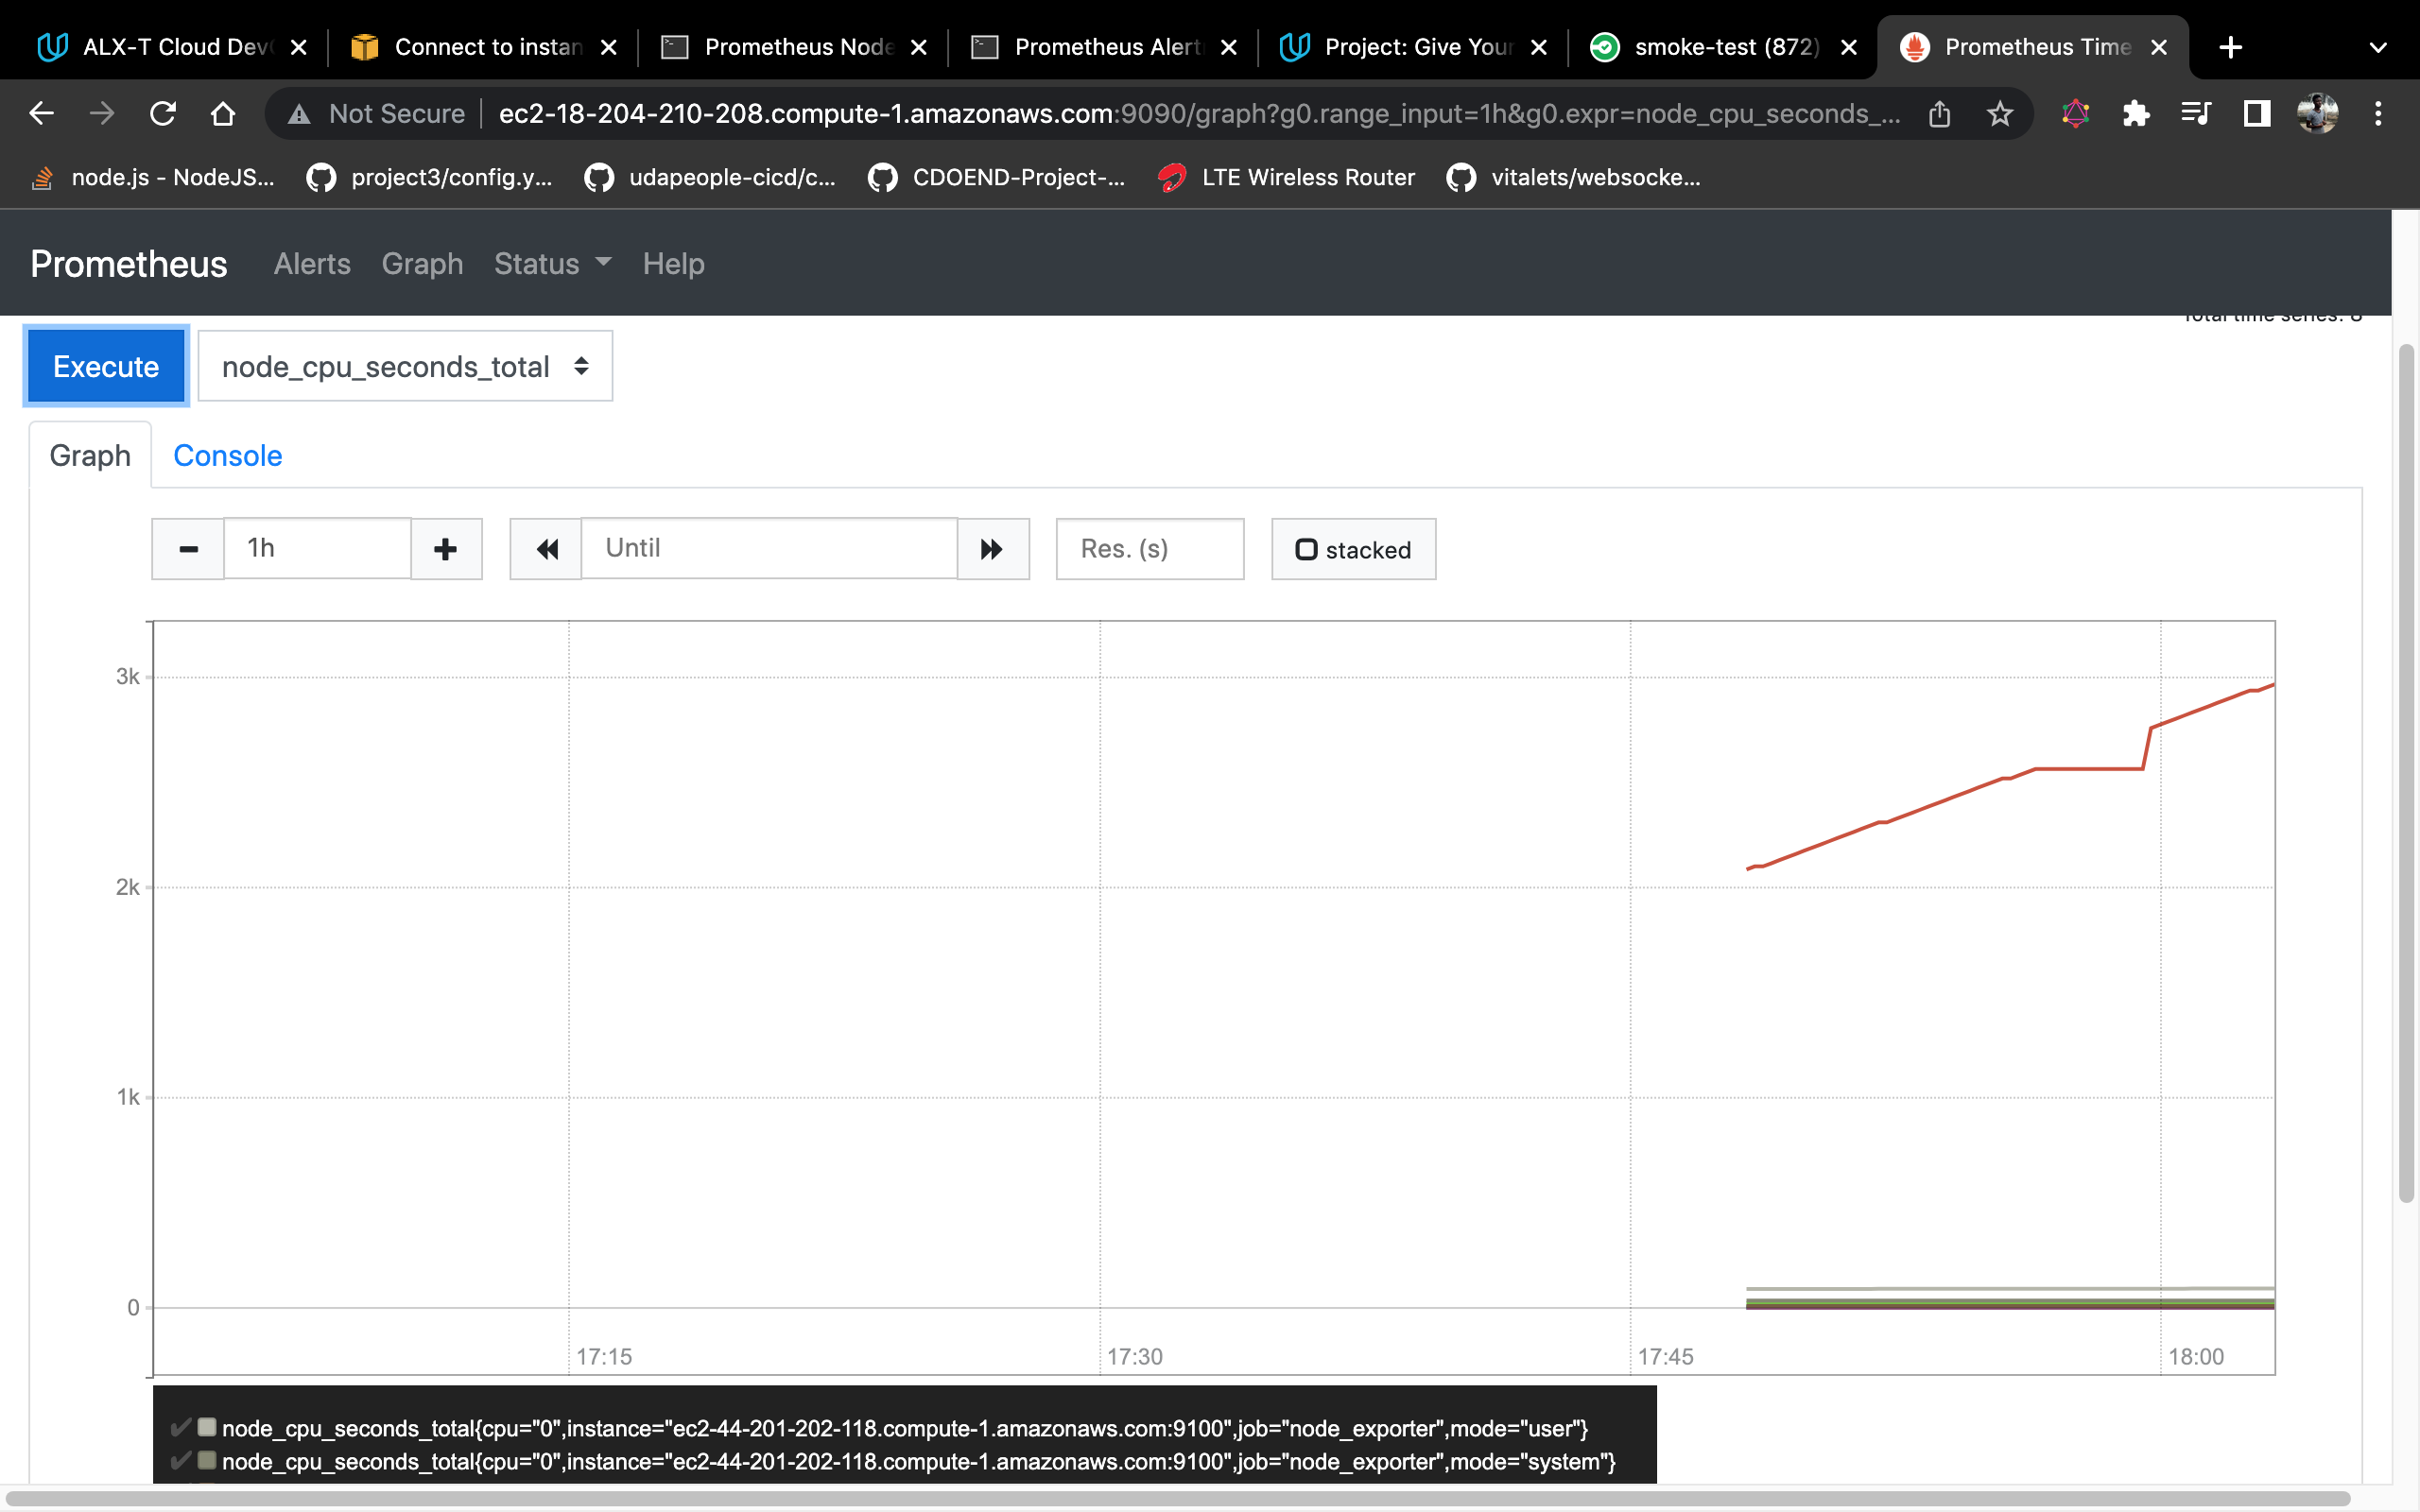 ALX-T Cloud Dev
Connect to instan
Prometheus Node
Prometheus Alert
Project: Give Your
smoke-test (872)
Prometheus Time
Not Secure
ec2-18-204-210-208.compute-1.amazonaws.com:9090/graph?g0.range_input=1h&g0.expr=node_cpu_seconds_...
node.js - NodeJS...
project3/config.y...
udapeople-cicd/c...
CDOEND-Project-...
LTE Wireless Router
vitalets/websocke...
Prometheus
Alerts
Graph
Status
Help
Total time series: 8
Execute
node_cpu_seconds_total
Graph
Console
1h
Until
Res. (s)
stacked
3k
2k
1k
0
17:15
17:30
17:45
18:00
node_cpu_seconds_total{cpu="0",instance="ec2-44-201-202-118.compute-1.amazonaws.com:9100",job="node_exporter",mode="user"}
node_cpu_seconds_total{cpu="0",instance="ec2-44-201-202-118.compute-1.amazonaws.com:9100",job="node_exporter",mode="system"}